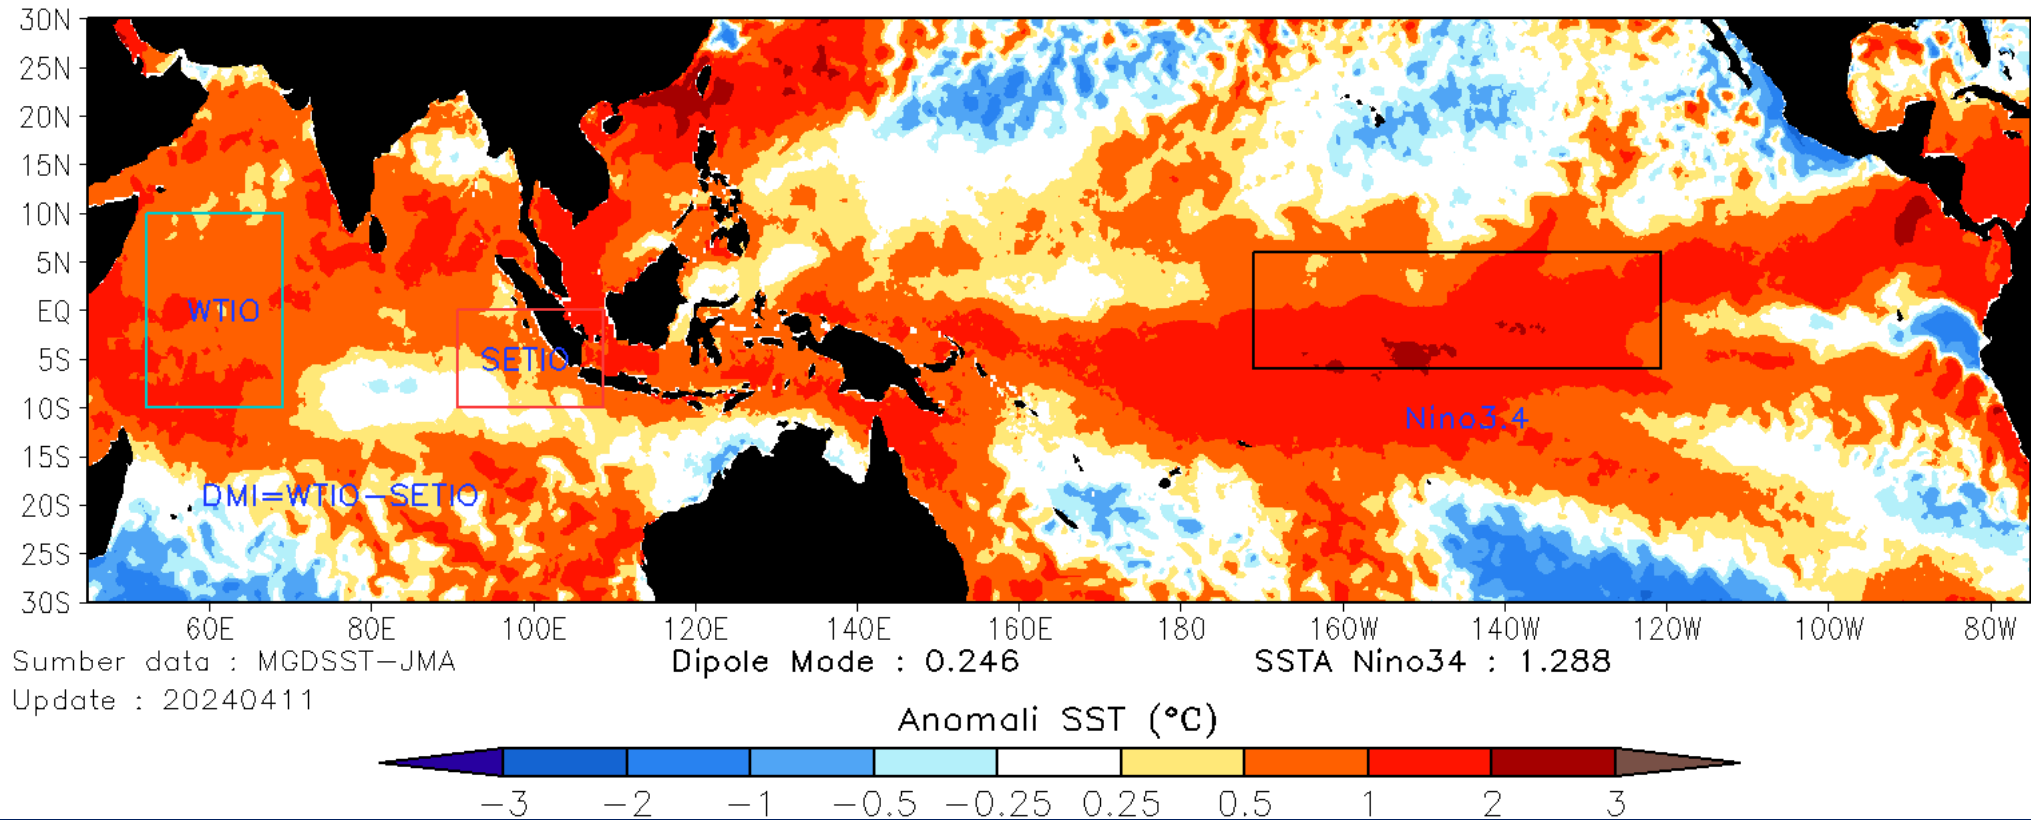 30N
25N
20N
15N
10N
5N
EQ
5S
10S
15S
20S
25S
30S
WTIO
SETIO
Nino3.4
DMI=WTIO-SETIO
60E 80E 100E 120E 140E 160E 180 160W 140W 120W 100W 80W
Sumber data : MGDSST-JMA Dipole Mode : 0.246 SSTA Nino34 : 1.288
Update : 20240411
Anomali SST (°C)
-3 -2 -1 -0.5 -0.25 0.25 0.5 1 2 3